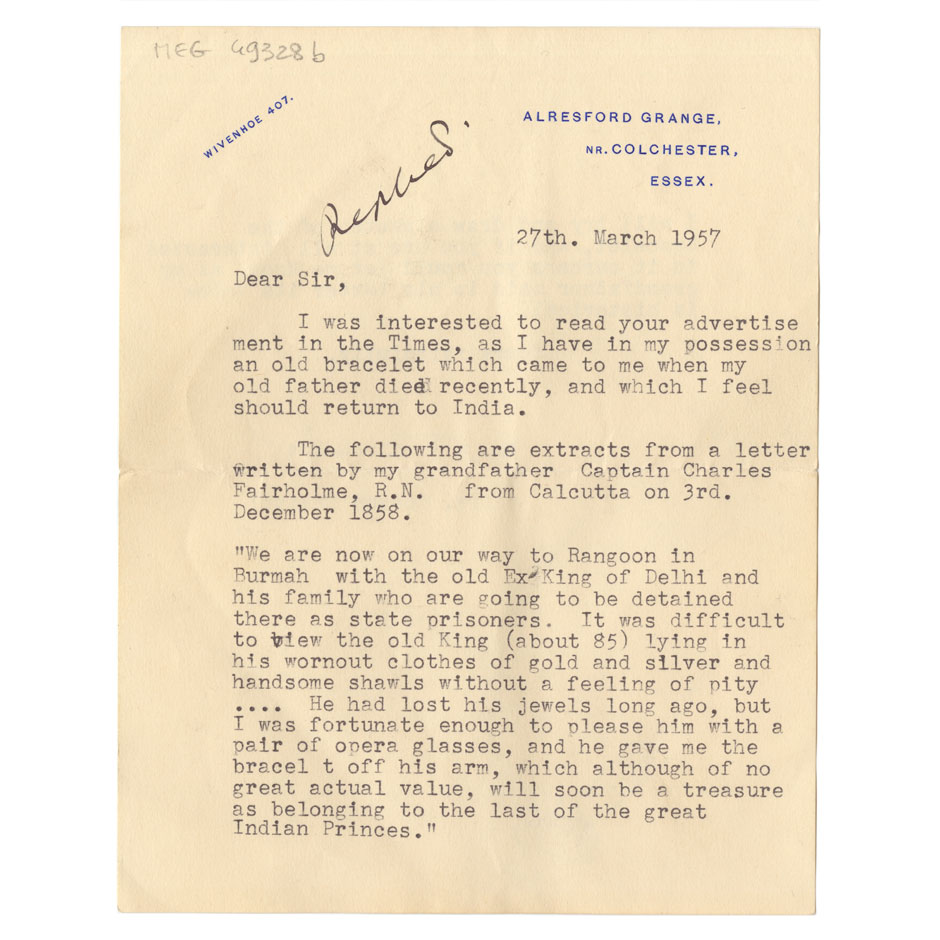 MEG 49328b
WIVENHOE 407.
Replied.
ALRESFORD GRANGE,
NR. COLCHESTER,
ESSEX.
27th. March 1957
Dear Sir,
I was interested to read your advertise
ment in the Times, as I have in my possession
an old bracelet which came to me when my
old father died recently, and which I feel
should return to India.
The following are extracts from a letter
written by my grandfather Captain Charles
Fairholme, R.N. from Calcutta on 3rd.
December 1858.
"We are now on our way to Rangoon in
Burmah with the old Ex-King of Delhi and
his family who are going to be detained
there as state prisoners. It was difficult
to view the old King (about 85) lying in
his wornout clothes of gold and silver and
handsome shawls without a feeling of pity
.... He had lost his jewels long ago, but
I was fortunate enough to please him with a
pair of opera glasses, and he gave me the
bracel t off his arm, which although of no
great actual value, will soon be a treasure
as belonging to the last of the great
Indian Princes."